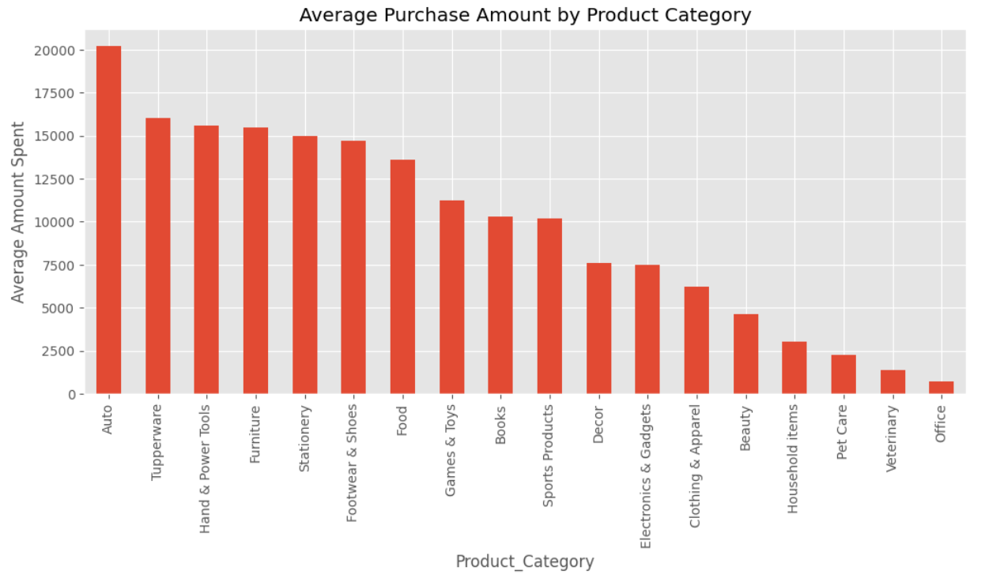 Average Purchase Amount by Product Category
Average Amount Spent
20000
17500
15000
12500
10000
7500
5000
2500
0
Auto
Tupperware
Hand & Power Tools
Furniture
Stationery
Footwear & Shoes
Food
Games & Toys
Books
Sports Products
Decor
Electronics & Gadgets
Clothing & Apparel
Beauty
Household items
Pet Care
Veterinary
Office
Product_Category